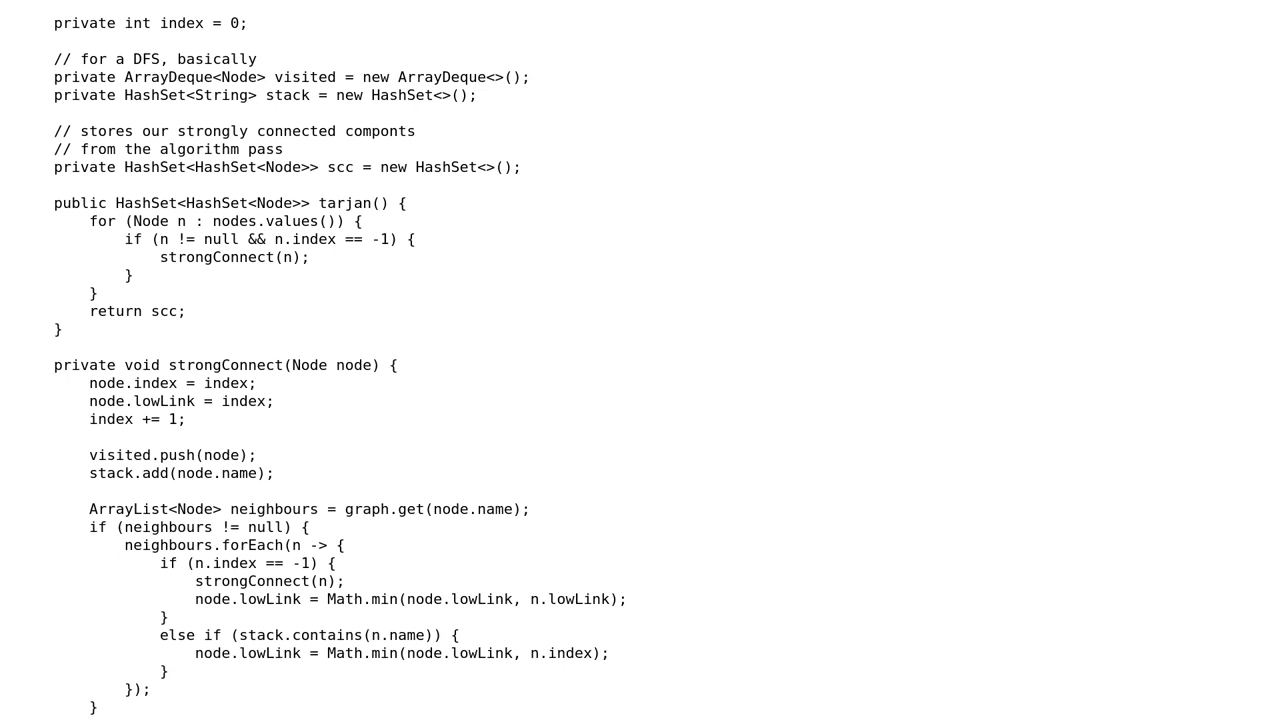 private int index = 0;
// for a DFS, basically
private ArrayDeque<Node> visited = new ArrayDeque<>();
private HashSet<String> stack = new HashSet<>();
// stores our strongly connected componts
// from the algorithm pass
private HashSet<HashSet<Node>> scc = new HashSet<>();
public HashSet<HashSet<Node>> tarjan() {
for (Node n : nodes.values()) {
if (n != null && n.index == -1) {
strongConnect(n);
}
}
return scc;
}
private void strongConnect(Node node) {
node.index = index;
node.lowLink = index;
index += 1;
visited.push(node);
stack.add(node.name);
ArrayList<Node> neighbours = graph.get(node.name);
if (neighbours != null) {
neighbours.forEach(n -> {
if (n.index == -1) {
strongConnect(n);
node.lowLink = Math.min(node.lowLink, n.lowLink);
}
else if (stack.contains(n.name)) {
node.lowLink = Math.min(node.lowLink, n.index);
}
});
}